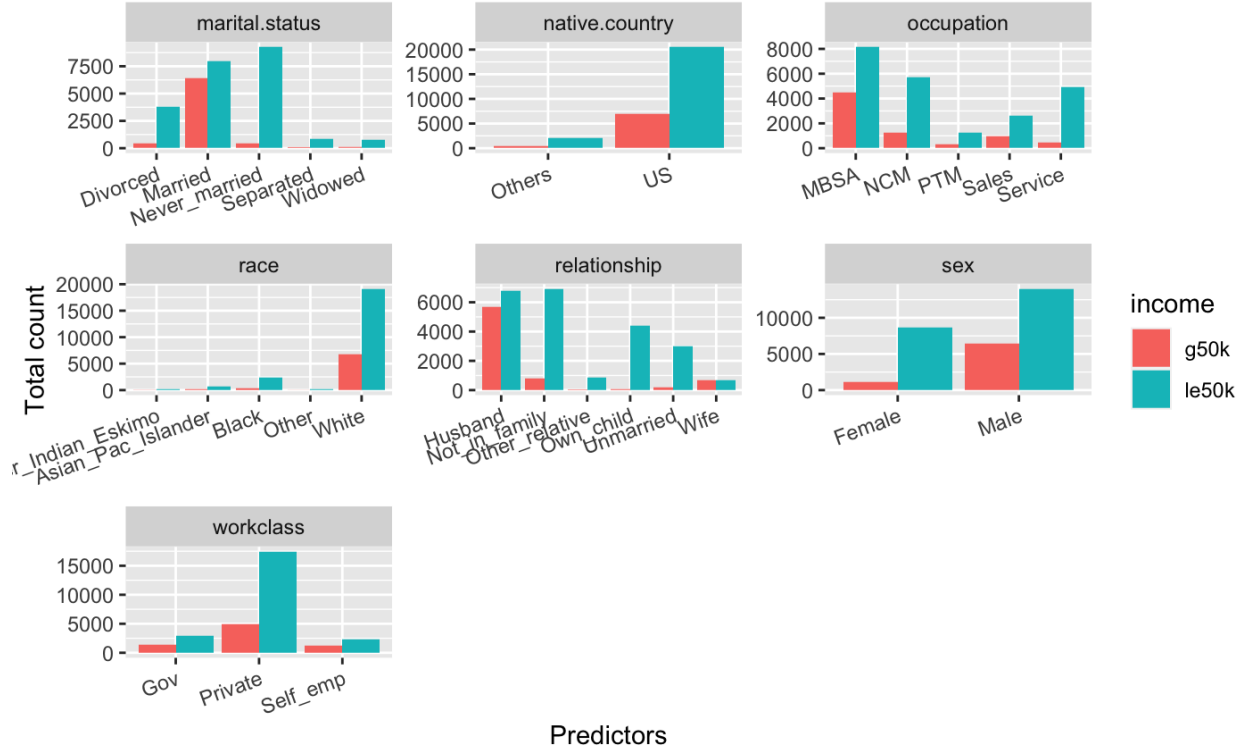 marital.status
native.country
occupation
7500
5000
2500
0
Divorced
Married
Never_married
Separated
Widowed
20000
15000
10000
5000
0
Others
US
8000
6000
4000
2000
0
MBSA
NCM
PTM
Sales
Service
race
relationship
sex
Total count
20000
15000
10000
5000
0
r_Indian_Eskimo
Asian_Pac_Islander
Black
Other
White
6000
4000
2000
0
Husband
Not_in_family
Other_relative
Own_child
Unmarried
Wife
10000
5000
0
Female
Male
income
g50k
le50k
workclass
15000
10000
5000
0
Gov
Private
Self_emp
Predictors